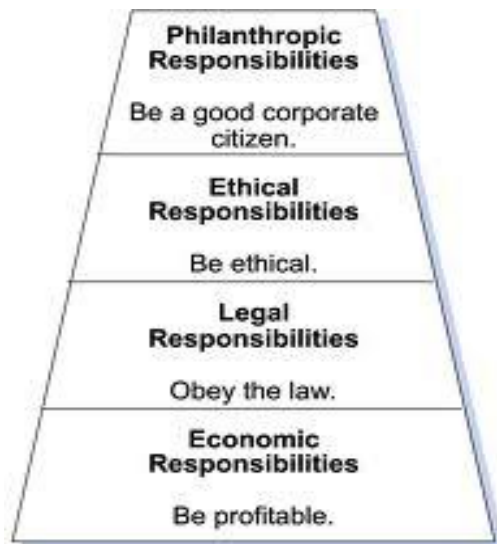 Philanthropic
Responsibilities
Be a good corporate
citizen.
Ethical
Responsibilities
Be ethical.
Legal
Responsibilities
Obey the law.
Economic
Responsibilities
Be profitable.